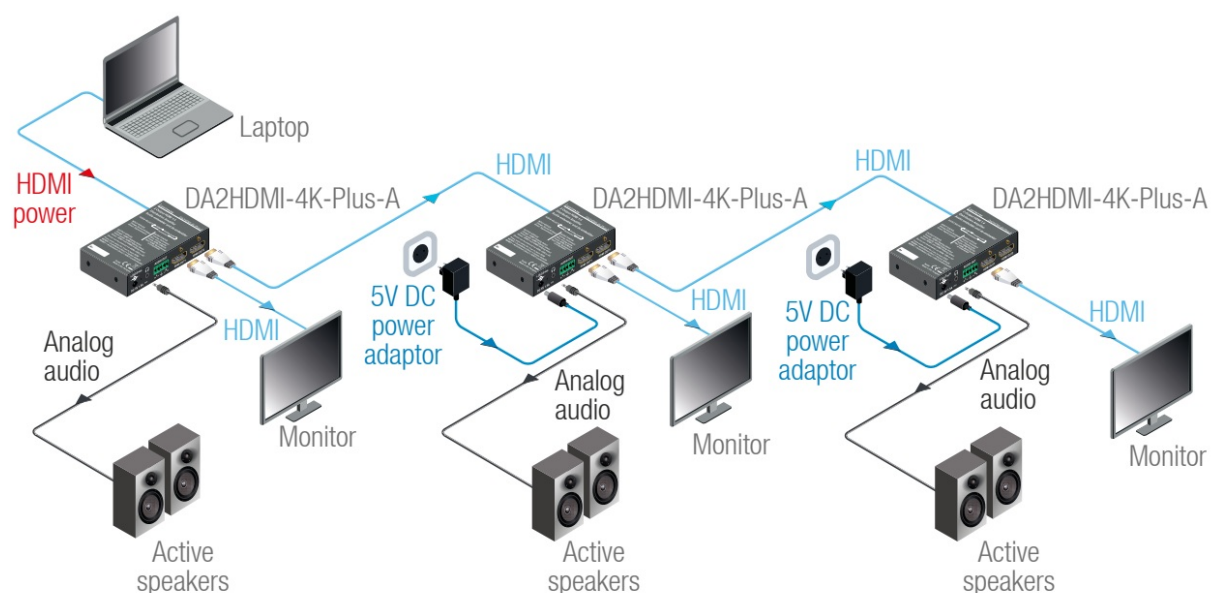 Laptop
HDMI
power
DA2HDMI-4K-Plus-A
HDMI
DA2HDMI-4K-Plus-A
HDMI
DA2HDMI-4K-Plus-A
HDMI
5V DC
power
adaptor
HDMI
5V DC
power
adaptor
HDMI
Analog
audio
Monitor
Analog
audio
Monitor
Analog
audio
Monitor
Active
speakers
Active
speakers
Active
speakers